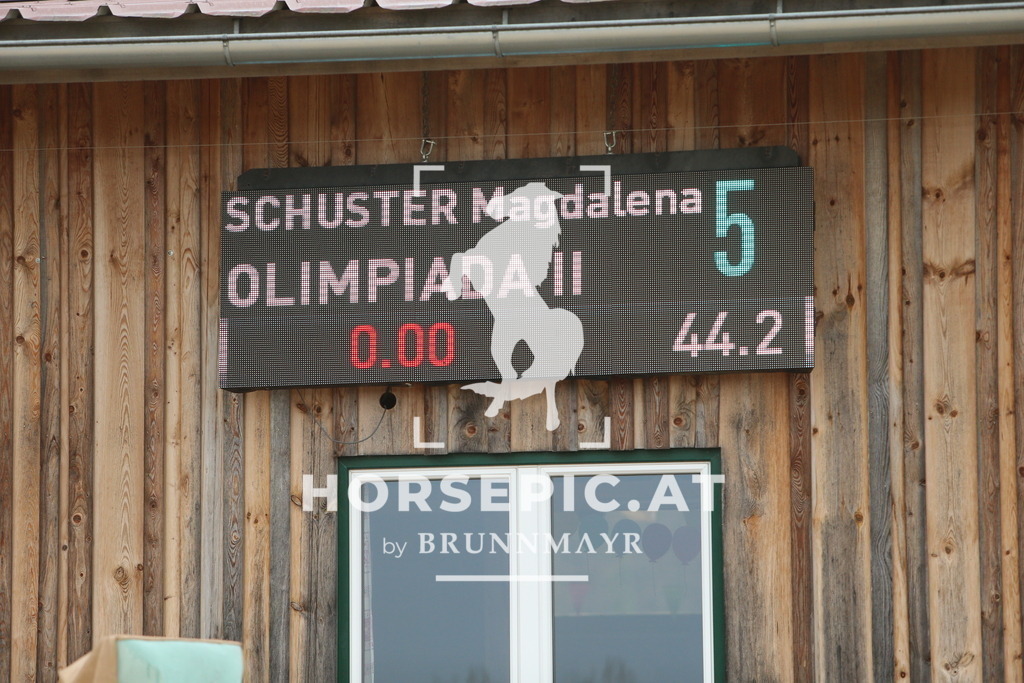 SCHUSTER Magdalena 5
OLIMPIADA II
0.00 44.2
HORSEPIC.AT
by BRUNNMAYR